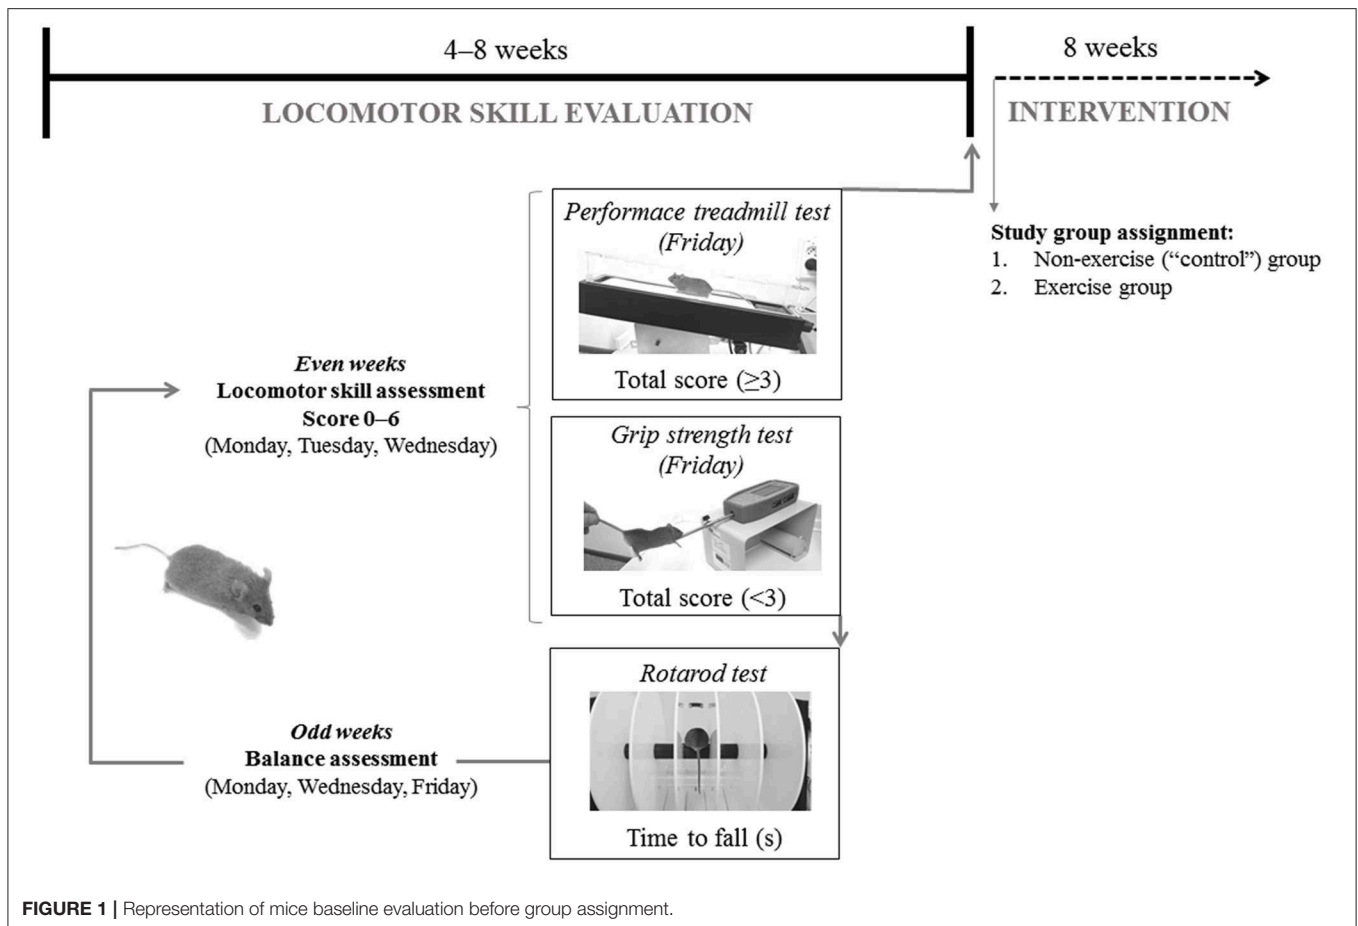 4–8 weeks
8 weeks
LOCOMOTOR SKILL EVALUATION
INTERVENTION
Performace treadmill test
(Friday)
Total score (≥3)
Study group assignment:
1. Non-exercise (“control”) group
2. Exercise group
Even weeks
Locomotor skill assessment
Score 0–6
(Monday, Tuesday, Wednesday)
Grip strength test
(Friday)
Total score (<3)
Rotarod test
Time to fall (s)
Odd weeks
Balance assessment
(Monday, Wednesday, Friday)
FIGURE 1 | Representation of mice baseline evaluation before group assignment.